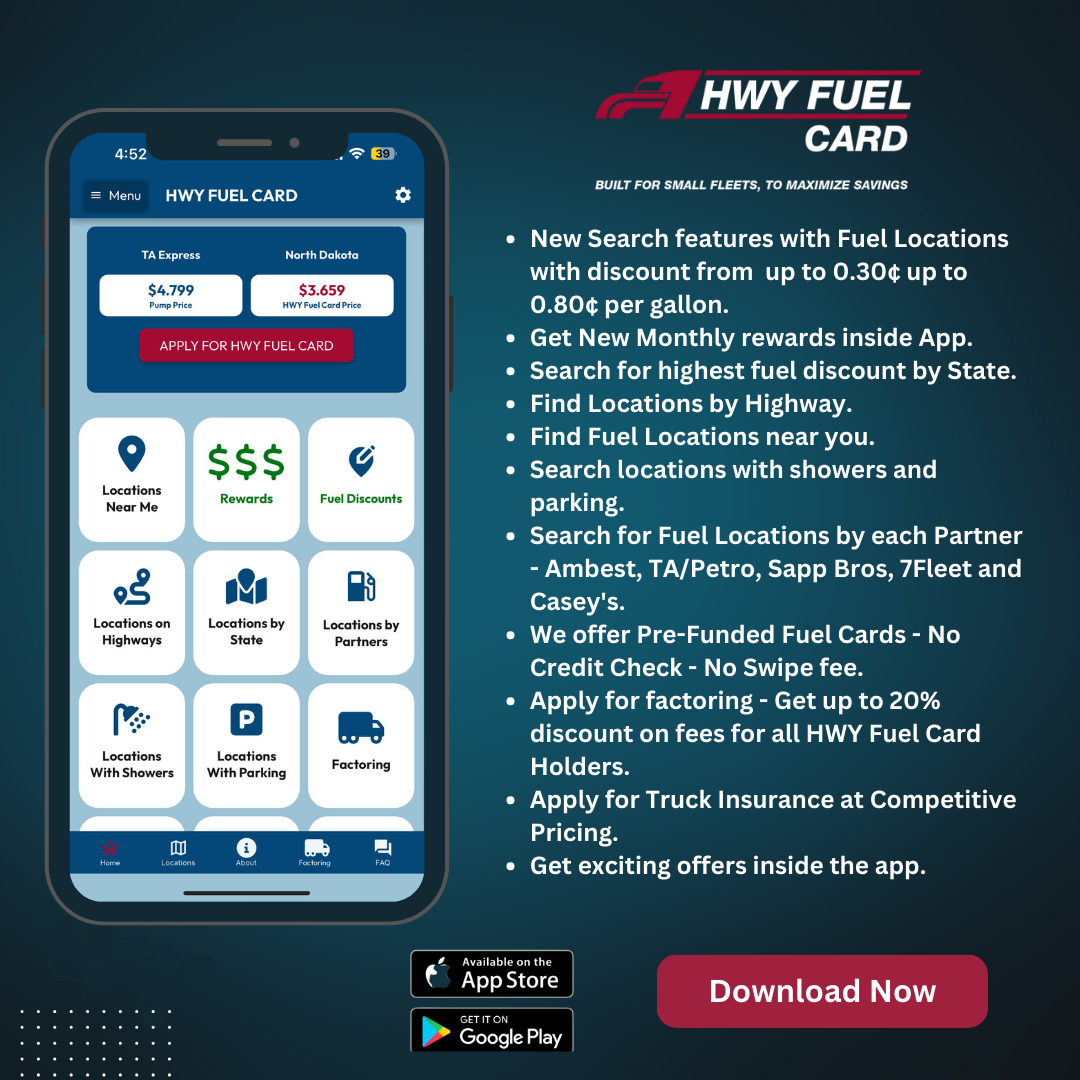 4:52
39
Menu
HWY FUEL CARD
TA Express
North Dakota
$4.799
Pump Price
$3.659
HWY Fuel Card Price
APPLY FOR HWY FUEL CARD
Locations
Near Me
$$$
Rewards
Fuel Discounts
Locations on
Highways
Locations by
State
Locations by
Partners
Locations
With Showers
P
Locations
With Parking
Factoring
Home
Locations
About
Factoring
FAQ
HWY FUEL
CARD
BUILT FOR SMALL FLEETS, TO MAXIMIZE SAVINGS
• New Search features with Fuel Locations
with discount from  up to 0.30¢ up to
0.80¢ per gallon.
• Get New Monthly rewards inside App.
• Search for highest fuel discount by State.
• Find Locations by Highway.
• Find Fuel Locations near you.
• Search locations with showers and
parking.
• Search for Fuel Locations by each Partner
- Ambest, TA/Petro, Sapp Bros, 7Fleet and
Casey's.
• We offer Pre-Funded Fuel Cards - No
Credit Check - No Swipe fee.
• Apply for factoring - Get up to 20%
discount on fees for all HWY Fuel Card
Holders.
• Apply for Truck Insurance at Competitive
Pricing.
• Get exciting offers inside the app.
Available on the
App Store
GET IT ON
Google Play
Download Now